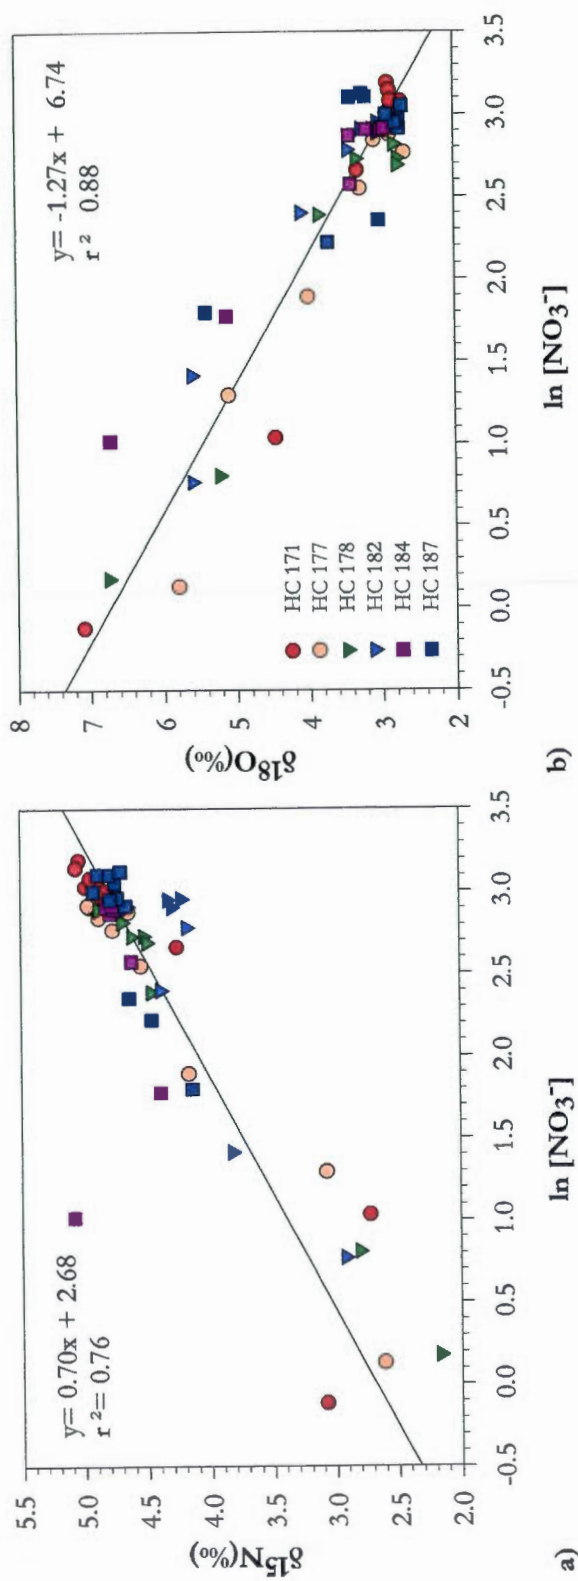 a)
δ15N(‰)
5.5
5.0
4.5
4.0
3.5
3.0
2.5
2.0
y= 0.70x + 2.68
r²= 0.76
-0.5 0.0 0.5 1.0 1.5 2.0 2.5 3.0 3.5
ln [NO3-]
b)
δ18O(‰)
8
7
6
5
4
3
2
y= -1.27x + 6.74
r² 0.88
HC 171
HC 177
HC 178
HC 182
HC 184
HC 187
-0.5 0.0 0.5 1.0 1.5 2.0 2.5 3.0 3.5
ln [NO3-]